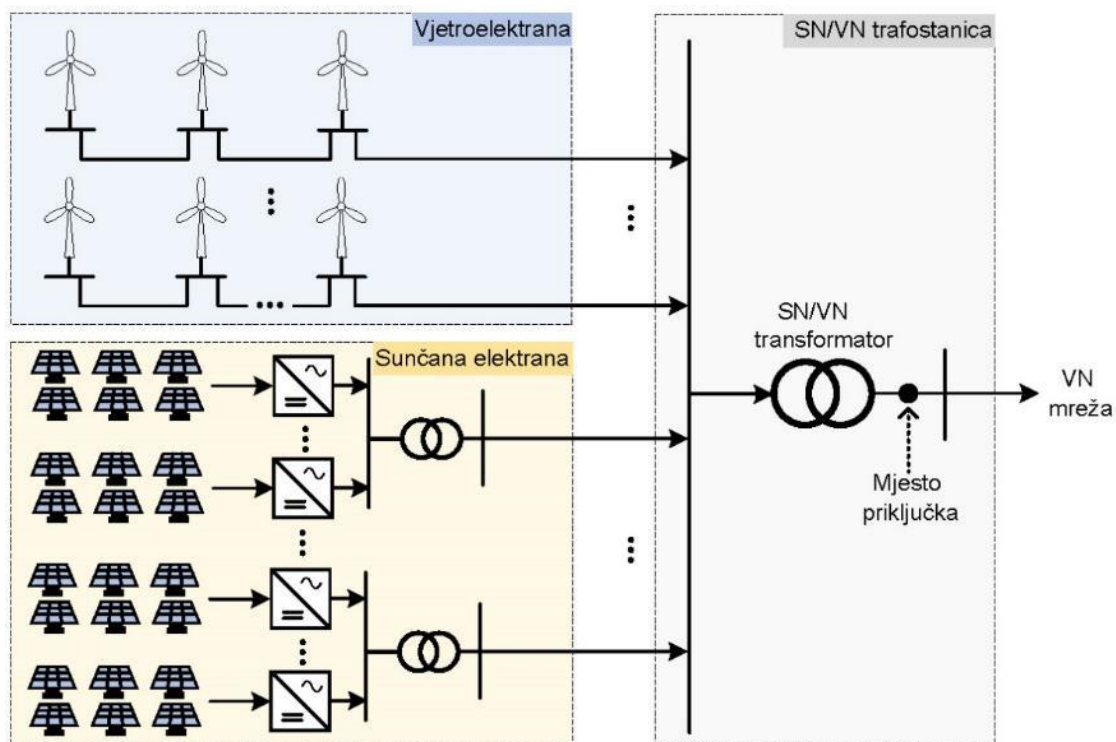 Vjetroelektrana
SN/VN trafostanica
SN/VN
transformator
VN
mreža
Mjesto
priključka
Sunčana elektrana